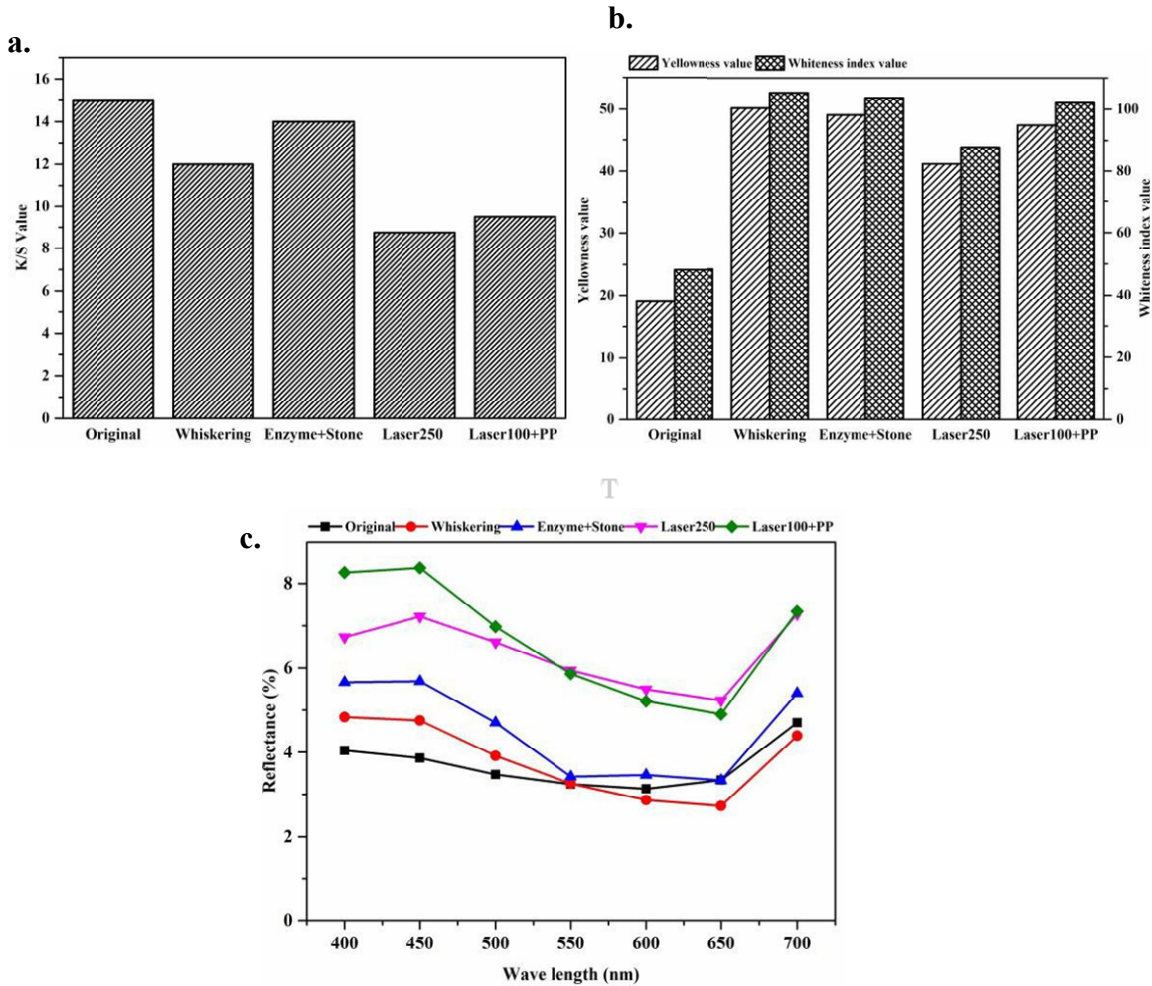 a.
16
14
12
10
8
6
4
2
0
K/S Value
Original Whiskering Enzyme+Stone Laser250 Laser100+PP
b.
Yellowness value Whiteness index value
50
40
30
20
10
0
Yellowness value
100
80
60
40
20
0
Whiteness index value
Original Whiskering Enzyme+Stone Laser250 Laser100+PP
T
c.
Original Whiskering Enzyme+Stone Laser250 Laser100+PP
8
6
4
2
0
Reflectance (%)
400 450 500 550 600 650 700
Wave length (nm)